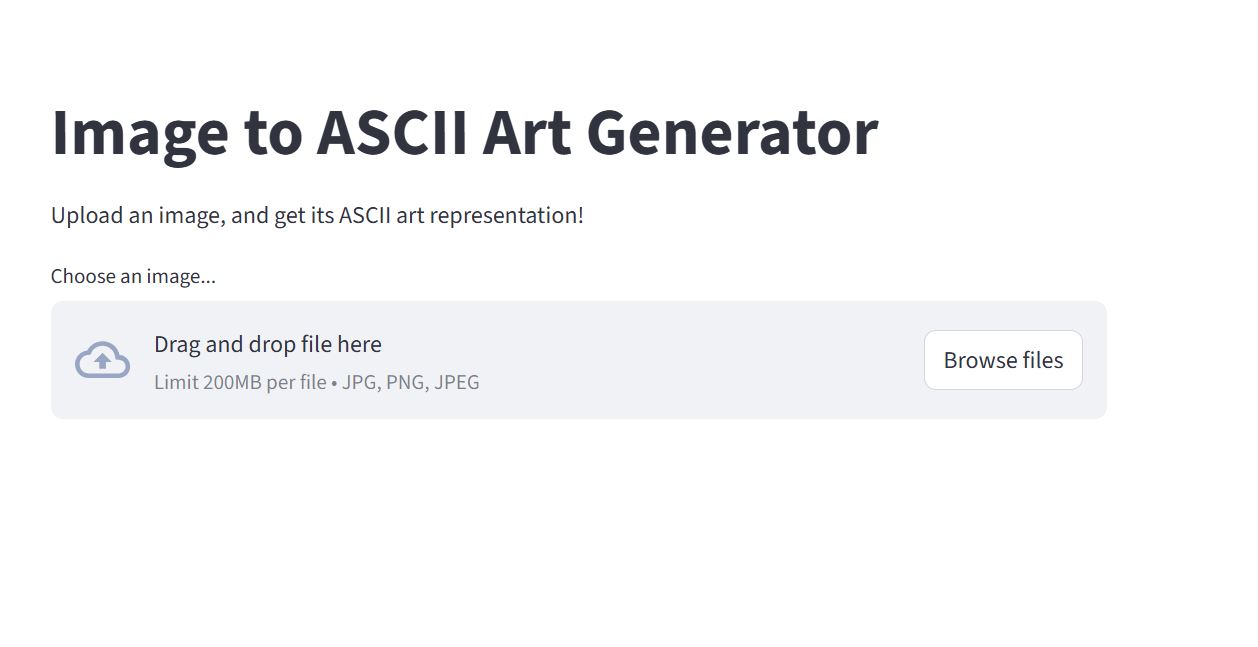 Image to ASCII Art Generator
Upload an image, and get its ASCII art representation!
Choose an image...
Drag and drop file here
Limit 200MB per file • JPG, PNG, JPEG
Browse files